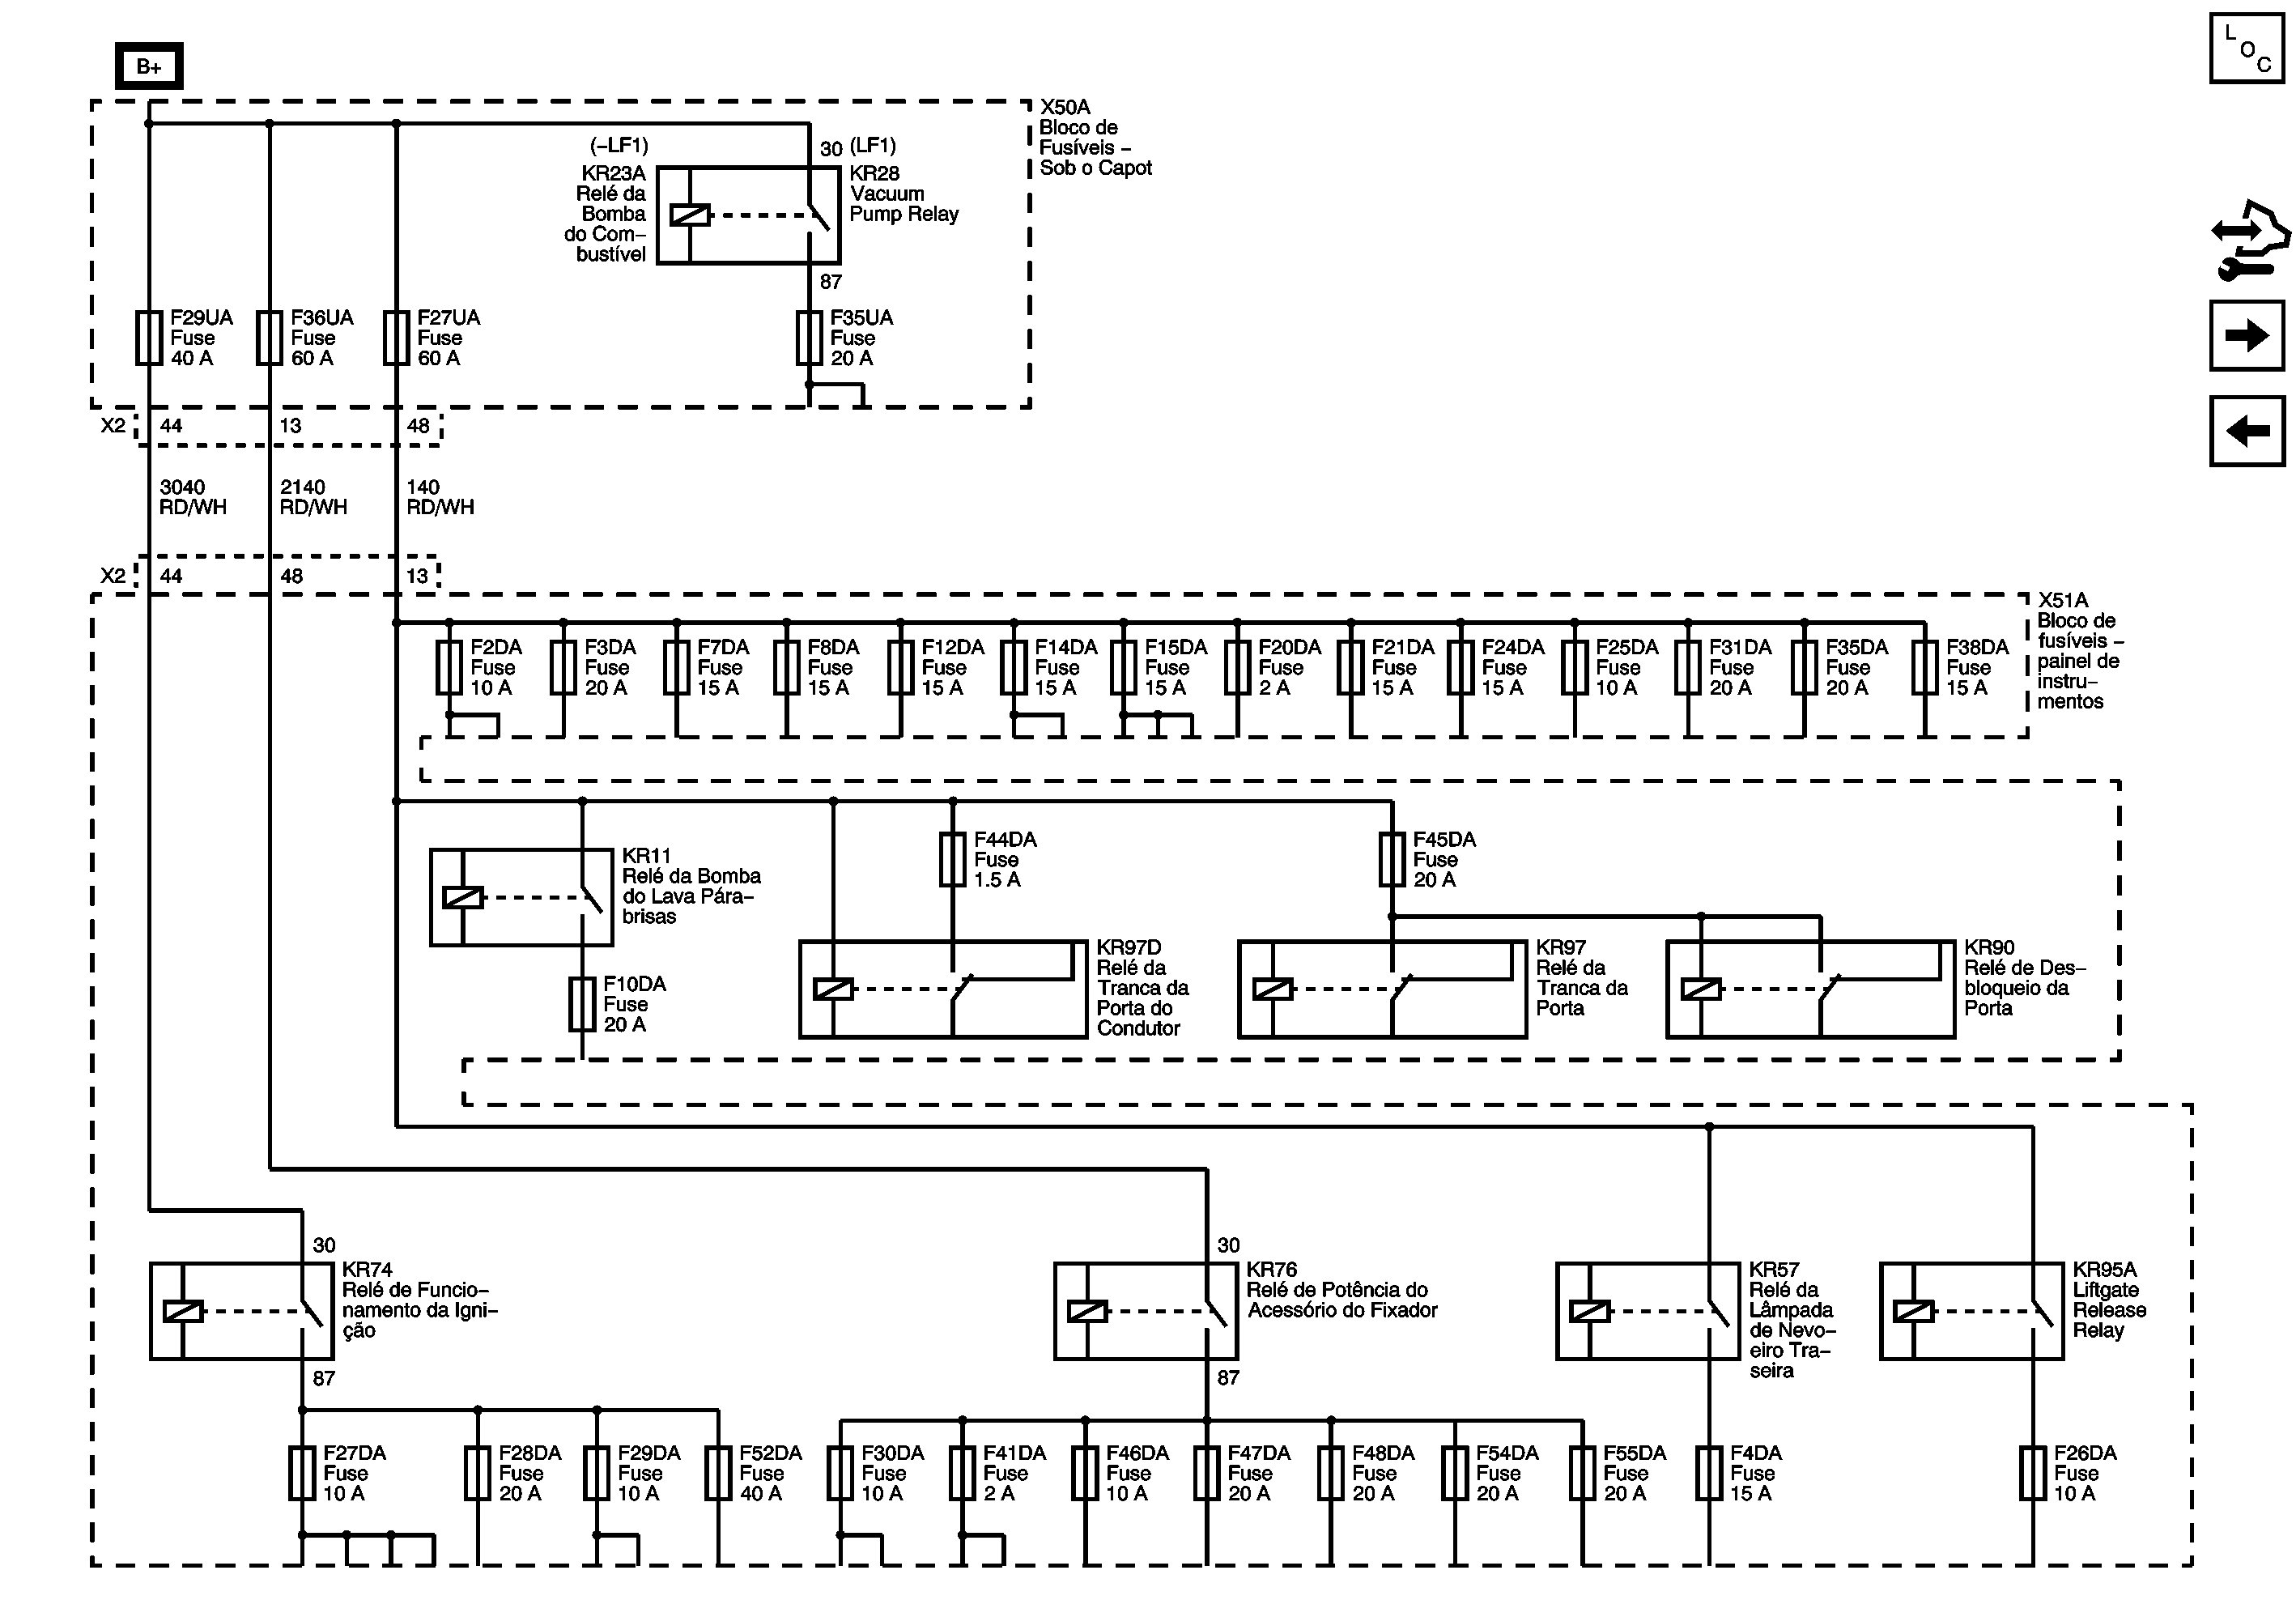 B+
L
O
C
X50A
Bloco de
Fusíveis –
Sob o Capot
(–LF1)
KR23A
Relé da
Bomba
do Com–
bustível
30 (LF1)
KR28
Vacuum
Pump Relay
87
F29UA
Fuse
40 A
F36UA
Fuse
60 A
F27UA
Fuse
60 A
F35UA
Fuse
20 A
X2 44 13 48
3040
RD/WH
2140
RD/WH
140
RD/WH
X2 44 48 13
X51A
Bloco de
fusíveis –
painel de
instru–
mentos
F2DA
Fuse
10 A
F3DA
Fuse
20 A
F7DA
Fuse
15 A
F8DA
Fuse
15 A
F12DA
Fuse
15 A
F14DA
Fuse
15 A
F15DA
Fuse
15 A
F20DA
Fuse
2 A
F21DA
Fuse
15 A
F24DA
Fuse
15 A
F25DA
Fuse
10 A
F31DA
Fuse
20 A
F35DA
Fuse
20 A
F38DA
Fuse
15 A
KR11
Relé da Bomba
do Lava Pára–
brisas
F10DA
Fuse
20 A
F44DA
Fuse
1.5 A
KR97D
Relé da
Tranca da
Porta do
Condutor
F45DA
Fuse
20 A
KR97
Relé da
Tranca da
Porta
KR90
Relé de Des–
bloqueio da
Porta
30
KR74
Relé de Funcio–
namento da Igni–
ção
87
30
KR76
Relé de Potência do
Acessório do Fixador
87
KR57
Relé da
Lâmpada
de Nevo–
eiro Tra–
seira
KR95A
Liftgate
Release
Relay
F27DA
Fuse
10 A
F28DA
Fuse
20 A
F29DA
Fuse
10 A
F52DA
Fuse
40 A
F30DA
Fuse
10 A
F41DA
Fuse
2 A
F46DA
Fuse
10 A
F47DA
Fuse
20 A
F48DA
Fuse
20 A
F54DA
Fuse
20 A
F55DA
Fuse
20 A
F4DA
Fuse
15 A
F26DA
Fuse
10 A